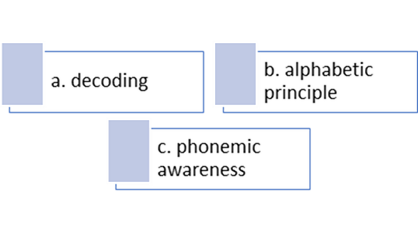 a. decoding
b. alphabetic
principle
c. phonemic
awareness